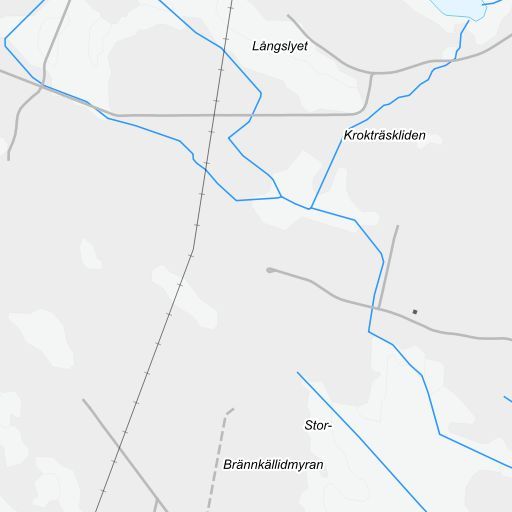 Långslyet
Krokträskliden
Stor-
Brännkällidmyran